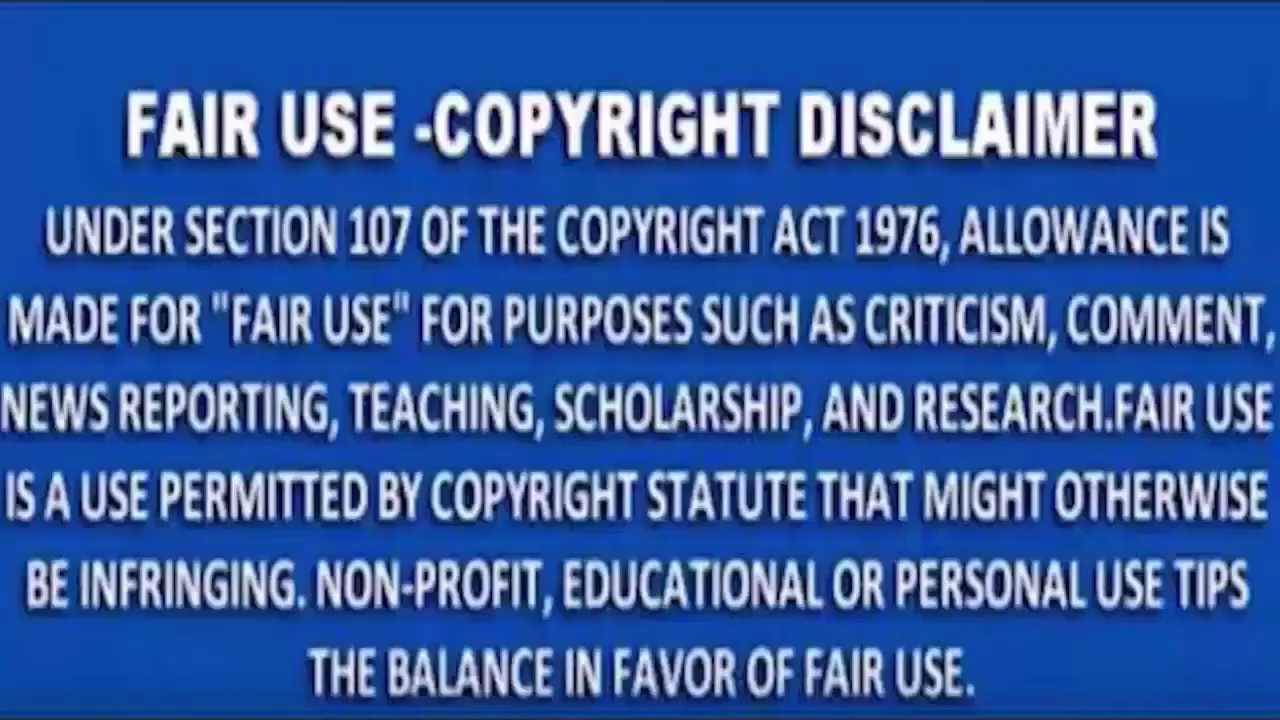 FAIR USE -COPYRIGHT DISCLAIMER
UNDER SECTION 107 OF THE COPYRIGHT ACT 1976, ALLOWANCE IS
MADE FOR "FAIR USE" FOR PURPOSES SUCH AS CRITICISM, COMMENT,
NEWS REPORTING, TEACHING, SCHOLARSHIP, AND RESEARCH.FAIR USE
IS A USE PERMITTED BY COPYRIGHT STATUTE THAT MIGHT OTHERWISE
BE INFRINGING. NON-PROFIT, EDUCATIONAL OR PERSONAL USE TIPS
THE BALANCE IN FAVOR OF FAIR USE.